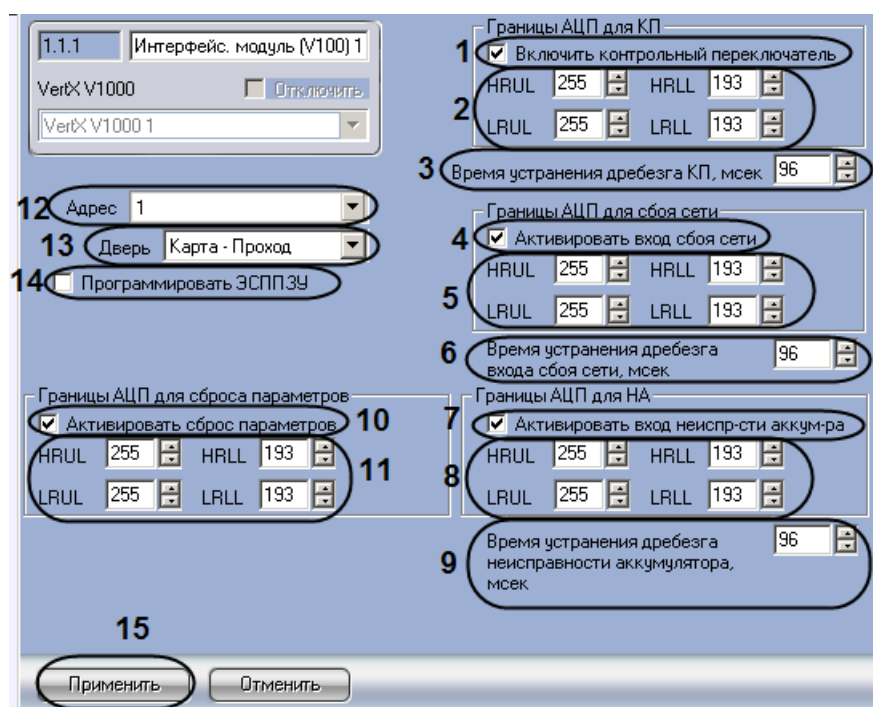 1.1.1 Интерфейс. модуль (V100) 1
VertX V1000 Отключить
VertX V1000 1
12 Адрес 1
13 Дверь Карта - Проход
14 Программировать ЭСППЗУ
Границы АЦП для КП
1 Включить контрольный переключатель
2
HRUL 255 HRLL 193
LRUL 255 LRLL 193
3 Время устранения дребезга КП, мсек 96
Границы АЦП для сбоя сети
4 Активировать вход сбоя сети
5
HRUL 255 HRLL 193
LRUL 255 LRLL 193
6 Время устранения дребезга 96
входа сбоя сети, мсек
Границы АЦП для сброса параметров
Активировать сброс параметров 10
HRUL 255 HRLL 193
11
LRUL 255 LRLL 193
Границы АЦП для НА
7 Активировать вход неиспр-сти аккум-ра
HRUL 255 HRLL 193
8
LRUL 255 LRLL 193
Время устранения дребезга 96
9 неисправности аккумулятора,
мсек
15
Применить Отменить